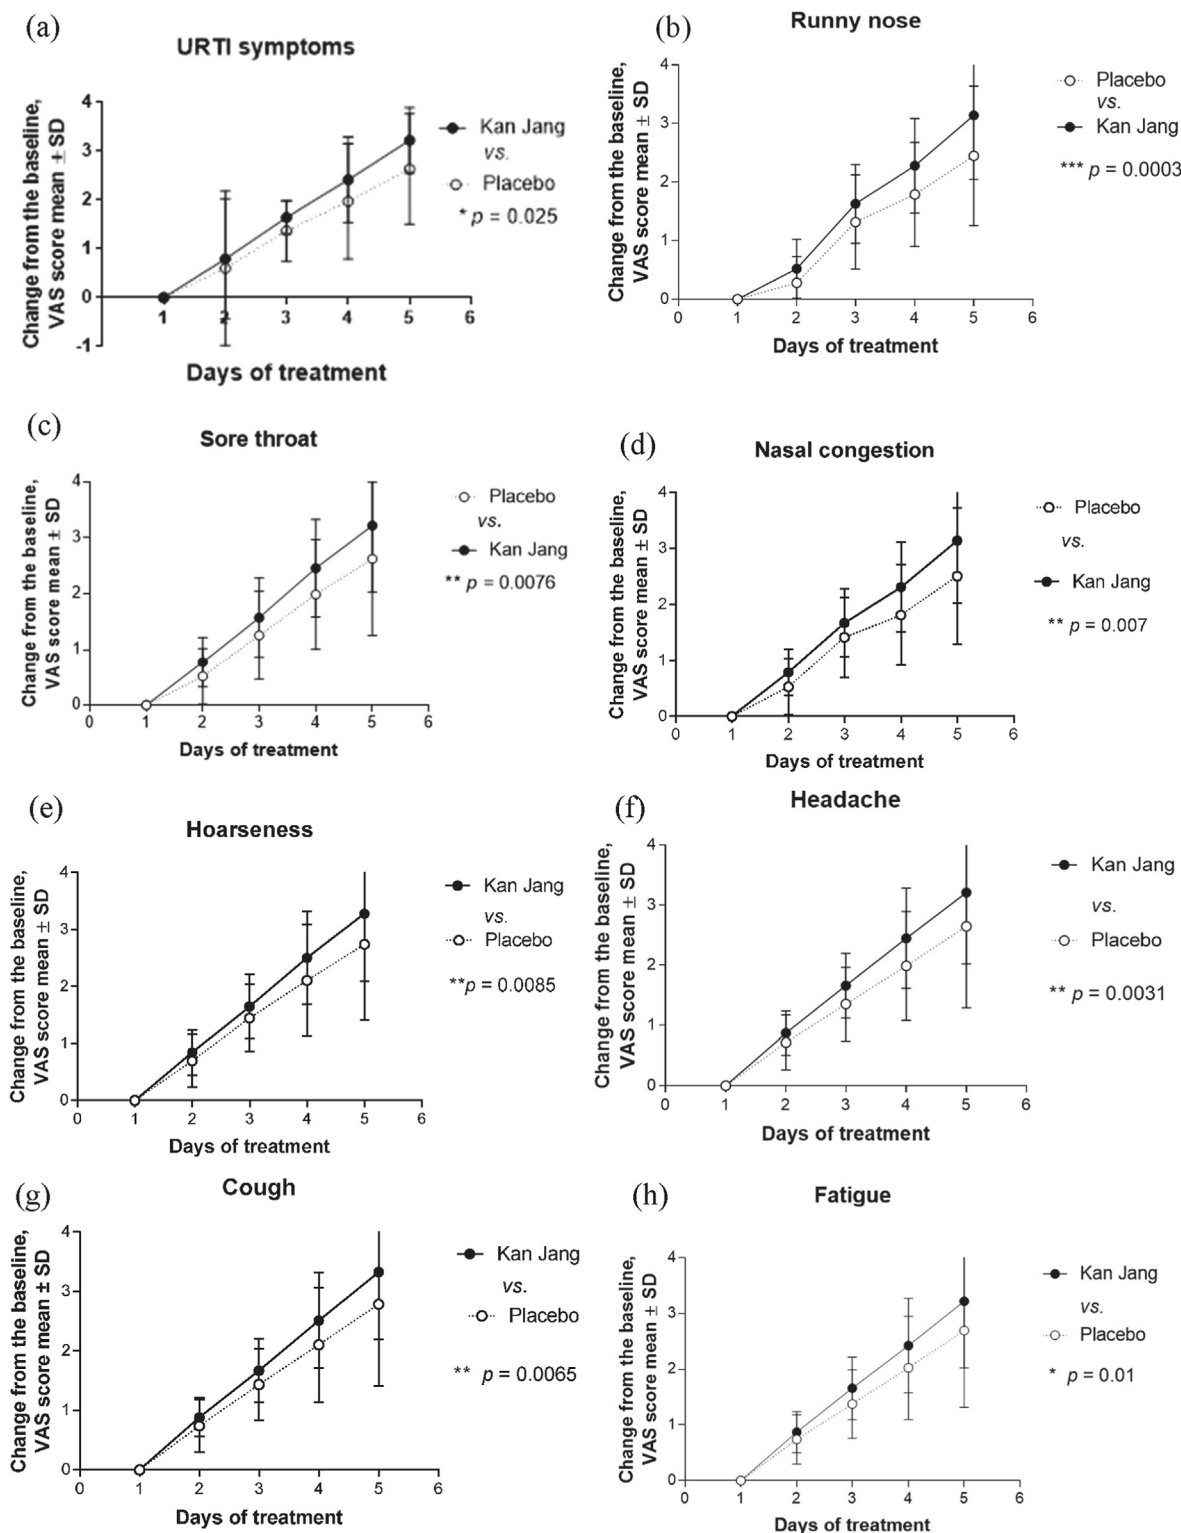 (a)
URTI symptoms
Change from the baseline,
VAS score mean ± SD
4
3
2
1
0
-1
1 2 3 4 5 6
Days of treatment
Kan Jang
vs.
Placebo
* p = 0.025
(b)
Runny nose
Change from the baseline,
VAS score mean ± SD
4
3
2
1
0
0 1 2 3 4 5 6
Days of treatment
Placebo
vs.
Kan Jang
*** p = 0.0003
(c)
Sore throat
Change from the baseline,
VAS score mean ± SD
4
3
2
1
0
0 1 2 3 4 5 6
Days of treatment
Placebo
vs.
Kan Jang
** p = 0.0076
(d)
Nasal congestion
Change from the baseline,
VAS score mean ± SD
4
3
2
1
0
0 1 2 3 4 5 6
Days of treatment
Placebo
vs.
Kan Jang
** p = 0.007
(e)
Hoarseness
Change from the baseline,
VAS score mean ± SD
4
3
2
1
0
0 1 2 3 4 5 6
Days of treatment
Kan Jang
vs.
Placebo
**p = 0.0085
(f)
Headache
Change from the baseline,
VAS score mean ± SD
4
3
2
1
0
0 1 2 3 4 5 6
Days of treatment
Kan Jang
vs.
Placebo
** p = 0.0031
(g)
Cough
Change from the baseline,
VAS score mean ± SD
4
3
2
1
0
0 1 2 3 4 5 6
Days of treatment
Kan Jang
vs.
Placebo
** p = 0.0065
(h)
Fatigue
Change from the baseline,
VAS score mean ± SD
4
3
2
1
0
0 1 2 3 4 5 6
Days of treatment
Kan Jang
vs.
Placebo
* p = 0.01